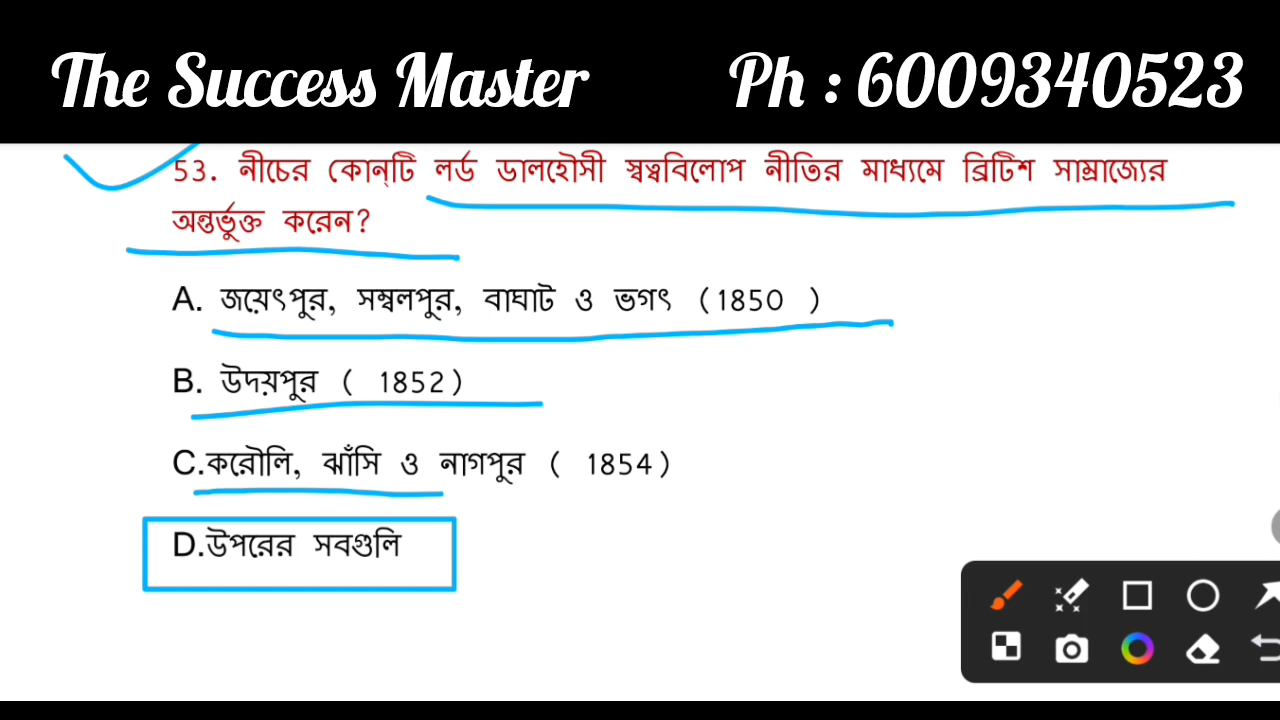 The Success Master Ph : 6009340523
53. নীচের কোন্‌টি লর্ড ডালহৌসী স্বত্ববিলোপ নীতির মাধ্যমে ব্রিটিশ সাম্রাজ্যের
অন্তর্ভুক্ত করেন?
A. জয়েৎপুর, সম্বলপুর, বাঘাট ও ভগৎ (1850 )
B. উদয়পুর ( 1852)
C.করৌলি, ঝাঁসি ও নাগপুর ( 1854)
D.উপরের সবগুলি